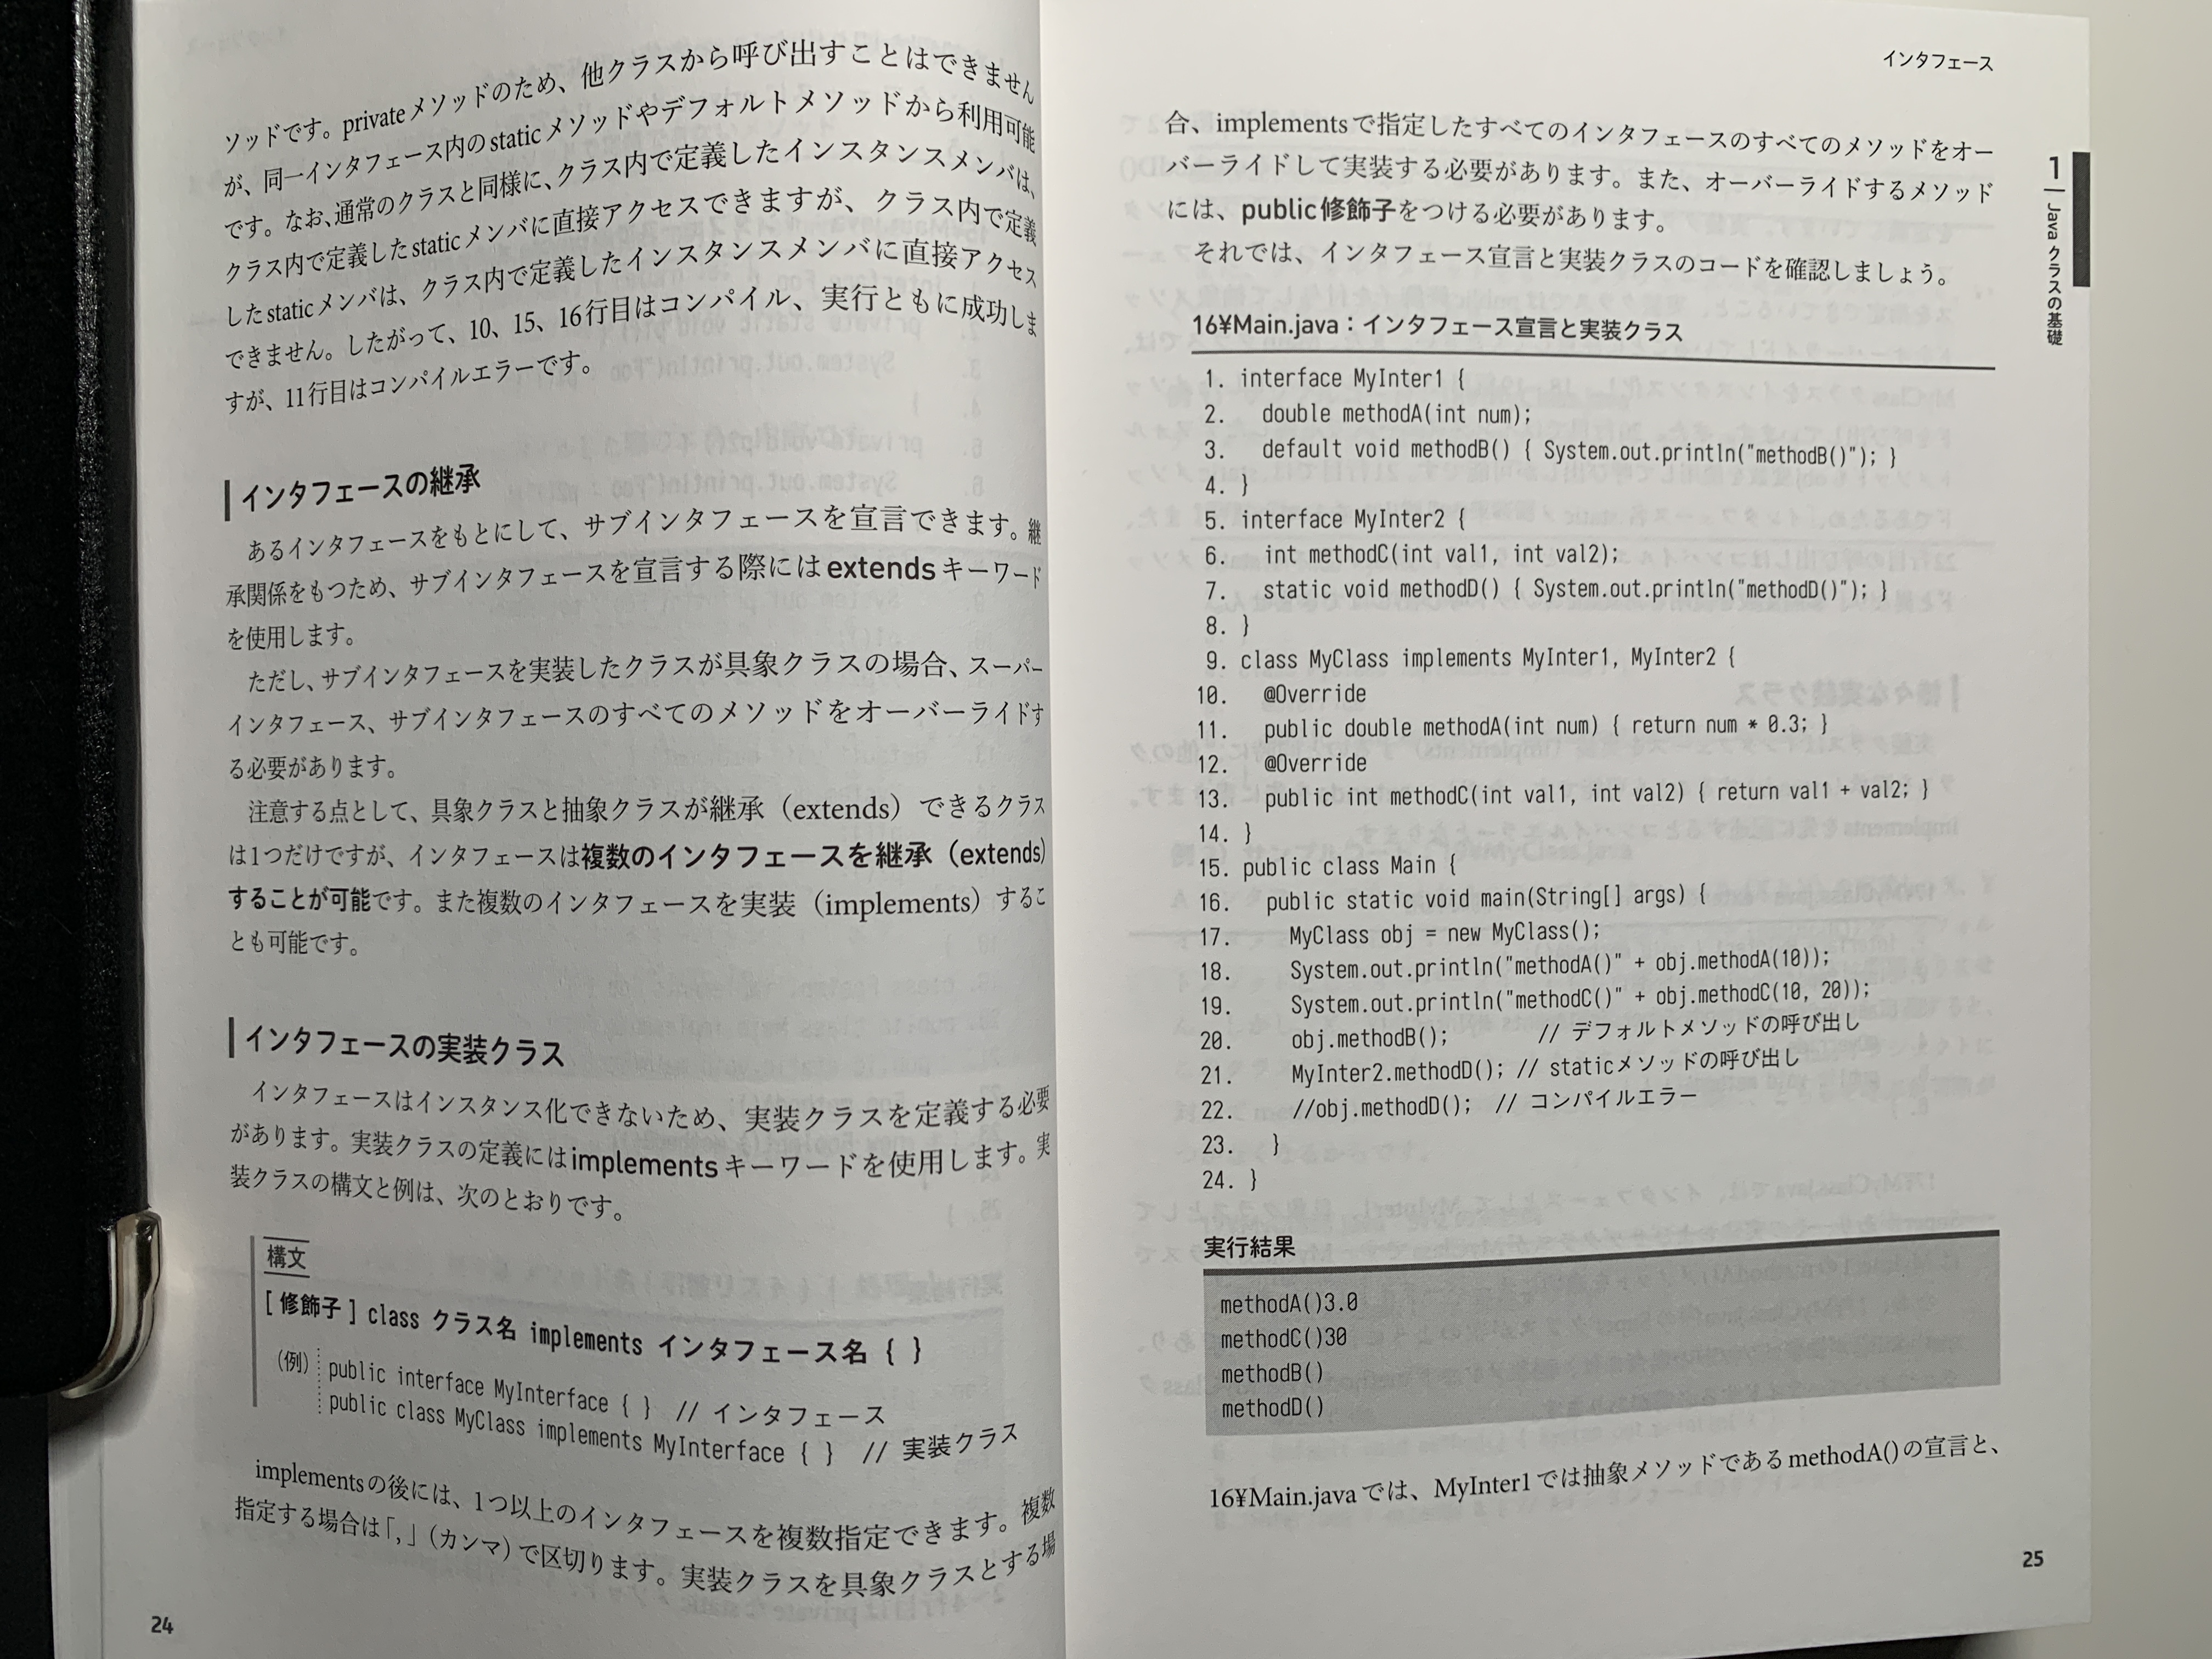 ソッドです。privateメソッドのため、他クラスから呼び出すことはできません
が、同一インタフェース内のstaticメソッドやデフォルトメソッドから利用可能
です。なお、通常のクラスと同様に、クラス内で定義したインスタンスメンバは、
クラス内で定義したstaticメンバに直接アクセスできますが、クラス内で定義
したstaticメンバは、クラス内で定義したインスタンスメンバに直接アクセス
できません。したがって、10、15、16行目はコンパイル、実行ともに成功しま
すが、11行目はコンパイルエラーです。
インタフェースの継承
あるインタフェースをもとにして、サブインタフェースを宣言できます。継
承関係をもつため、サブインタフェースを宣言する際にはextendsキーワード
を使用します。
ただし、サブインタフェースを実装したクラスが具象クラスの場合、スーパー
インタフェース、サブインタフェースのすべてのメソッドをオーバーライドす
る必要があります。
注意する点として、具象クラスと抽象クラスが継承（extends）できるクラス
は1つだけですが、インタフェースは複数のインタフェースを継承（extends）
することが可能です。また複数のインタフェースを実装（implements）するこ
とも可能です。
インタフェースの実装クラス
インタフェースはインスタンス化できないため、実装クラスを定義する必要
があります。実装クラスの定義にはimplementsキーワードを使用します。実
装クラスの構文と例は、次のとおりです。
構文
[ 修飾子 ] class クラス名 implements インタフェース名 { }
（例） public interface MyInterface { } // インタフェース
public class MyClass implements MyInterface { } // 実装クラス
implementsの後には、1つ以上のインタフェースを複数指定できます。複数
指定する場合は「,」（カンマ）で区切ります。実装クラスを具象クラスとする場
24
インタフェース
合、implementsで指定したすべてのインタフェースのすべてのメソッドをオー
バーライドして実装する必要があります。また、オーバーライドするメソッド
には、public修飾子をつける必要があります。
それでは、インタフェース宣言と実装クラスのコードを確認しましょう。
16¥Main.java：インタフェース宣言と実装クラス
1. interface MyInter1 {
2. double methodA(int num);
3. default void methodB() { System.out.println("methodB()"); }
4. }
5. interface MyInter2 {
6. int methodC(int val1, int val2);
7. static void methodD() { System.out.println("methodD()"); }
8. }
9. class MyClass implements MyInter1, MyInter2 {
10. @Override
11. public double methodA(int num) { return num * 0.3; }
12. @Override
13. public int methodC(int val1, int val2) { return val1 + val2; }
14. }
15. public class Main {
16. public static void main(String[] args) {
17. MyClass obj = new MyClass();
18. System.out.println("methodA()" + obj.methodA(10));
19. System.out.println("methodC()" + obj.methodC(10, 20));
20. obj.methodB(); // デフォルトメソッドの呼び出し
21. MyInter2.methodD(); // staticメソッドの呼び出し
22. //obj.methodD(); // コンパイルエラー
23. }
24. }
実行結果
methodA()3.0
methodC()30
methodB()
methodD()
16¥Main.javaでは、MyInter1では抽象メソッドであるmethodA()の宣言と、
25
1 Javaクラスの基礎